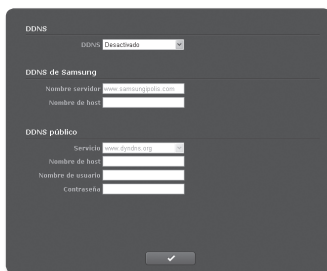 DDNS
DDNS Desactivado
DDNS de Samsung
Nombre servidor www.samsungipolis.com
Nombre de host
DDNS público
Servicio www.dyndns.org
Nombre de host
Nombre de usuario
Contraseña